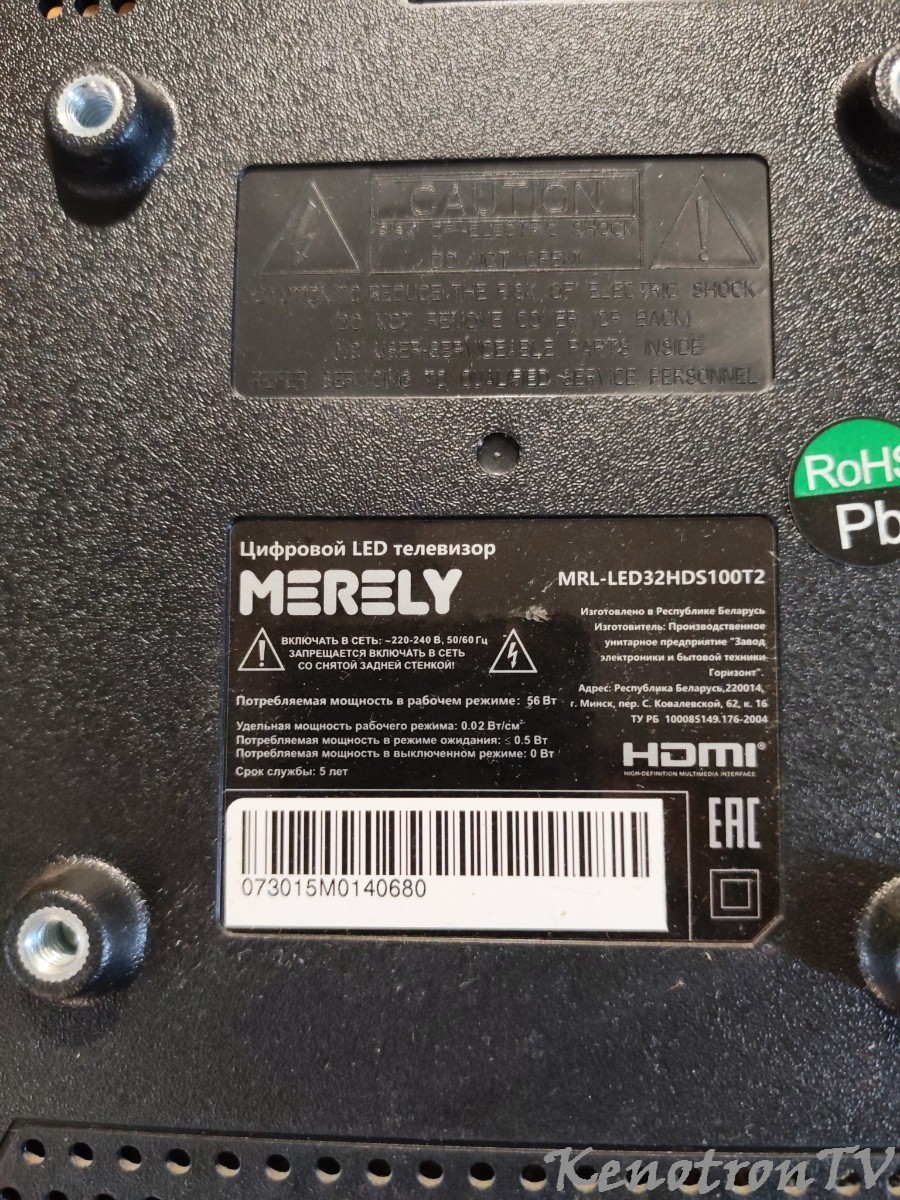 CAUTION
RISK OF ELECTRIC SHOCK
DO NOT OPEN!
CAUTION: TO REDUCE THE RISK OF ELECTRIC SHOCK
DO NOT REMOVE COVER (OR BACK)
NO USER-SERVICEABLE PARTS INSIDE
REFER SERVICING TO QUALIFIED SERVICE PERSONNEL
RoHS
Pb
Цифровой LED телевизор
MERELY
MRL-LED32HDS100T2
ВКЛЮЧАТЬ В СЕТЬ: ~220-240 В, 50/60 Гц
ЗАПРЕЩАЕТСЯ ВКЛЮЧАТЬ В СЕТЬ
СО СНЯТОЙ ЗАДНЕЙ СТЕНКОЙ!
Изготовлено в Республике Беларусь
Изготовитель: Производственное
унитарное предприятие "Завод
электроники и бытовой техники
Горизонт".
Адрес: Республика Беларусь,220014,
г. Минск, пер. С. Ковалевской, 62, к. 16
ТУ РБ 100085149.176-2004
Потребляемая мощность в рабочем режиме: 56 Вт
Удельная мощность рабочего режима: 0.02 Вт/см²
Потребляемая мощность в режиме ожидания: ≤ 0.5 Вт
Потребляемая мощность в выключенном режиме: 0 Вт
Срок службы: 5 лет
HDMI®
HIGH-DEFINITION MULTIMEDIA INTERFACE
EAC
073015M0140680
KenotronTV